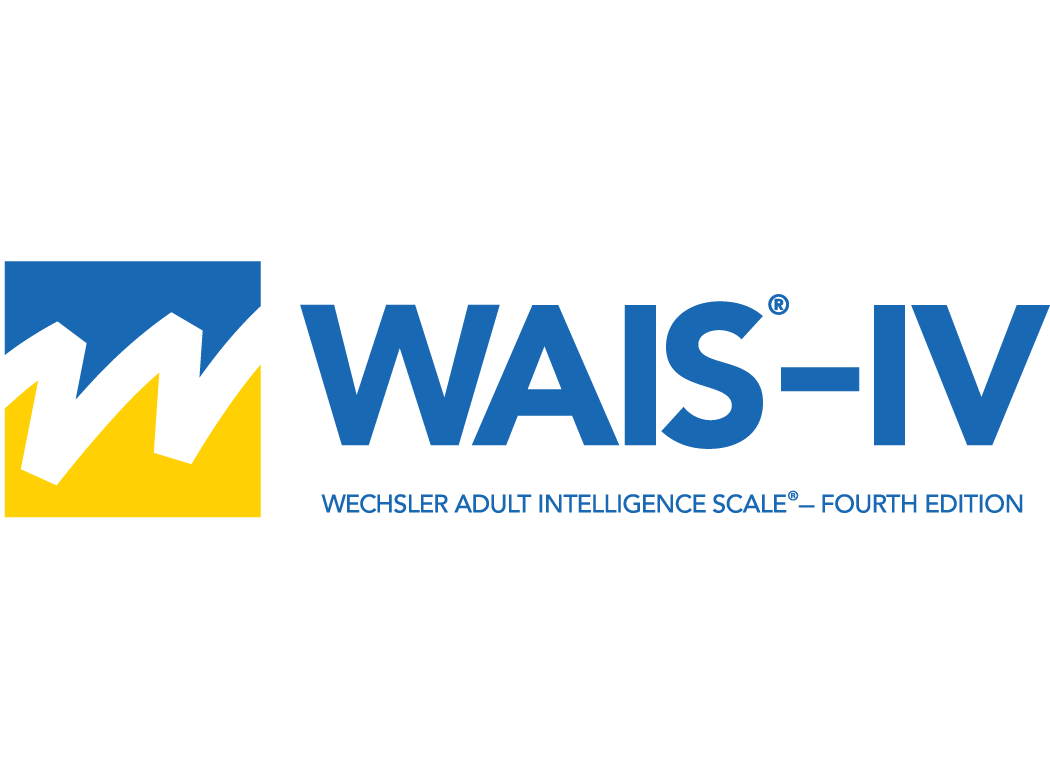 WAIS®–IV
WECHSLER ADULT INTELLIGENCE SCALE®– FOURTH EDITION